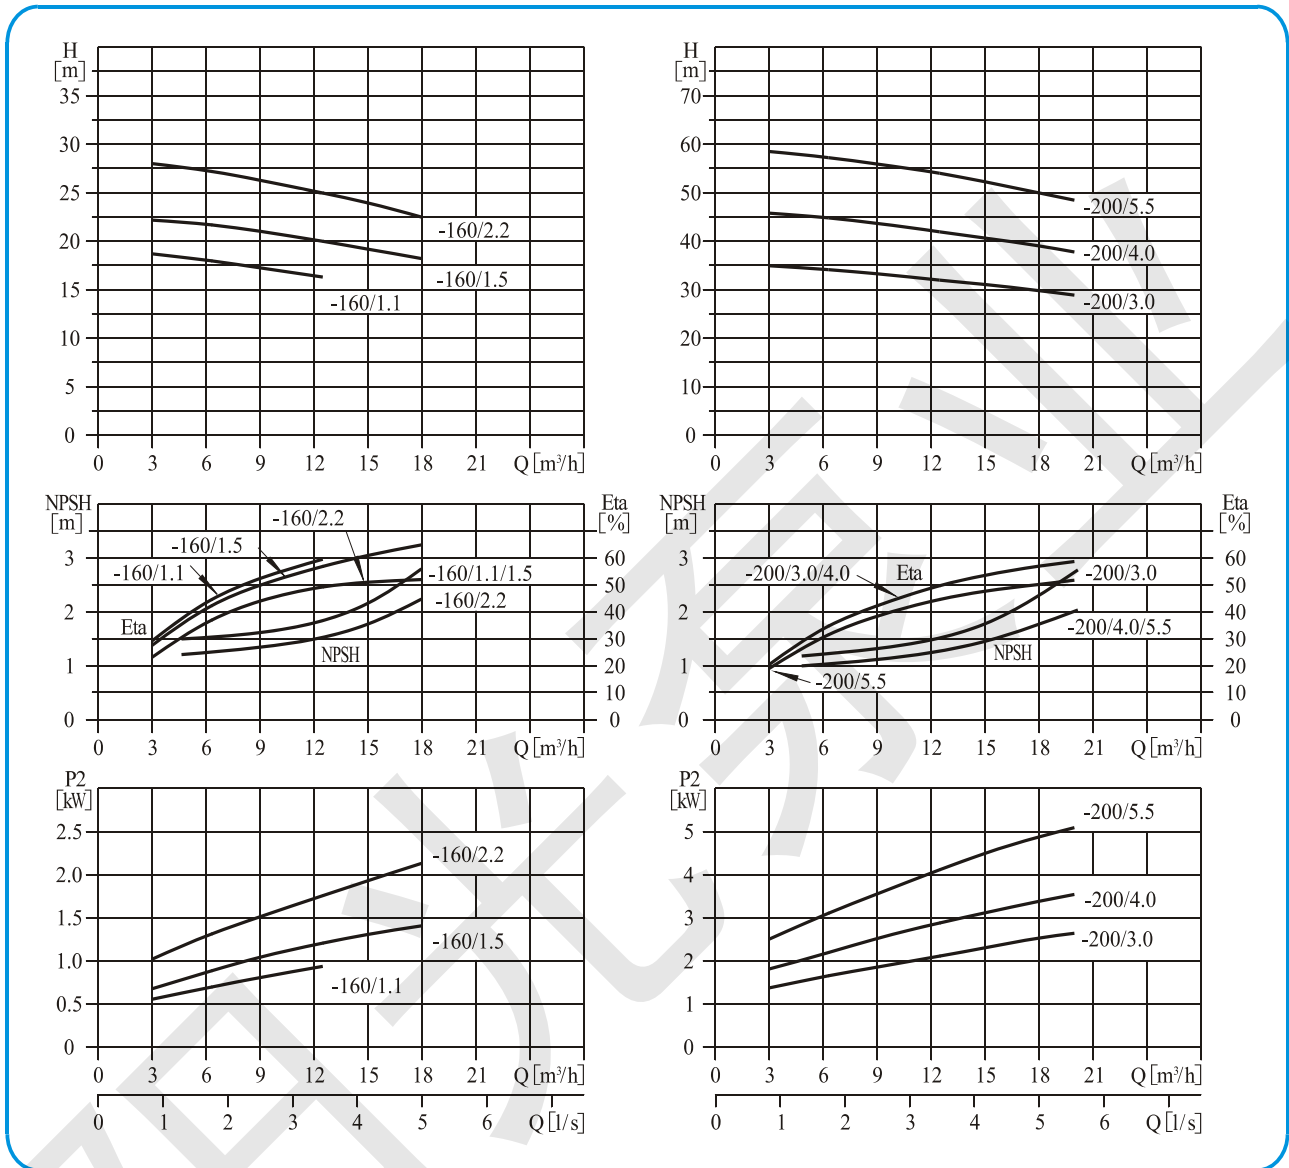 H
[m]
35
30
25
20
15
10
5
0
-160/2.2
-160/1.5
-160/1.1
0 3 6 9 12 15 18 21 Q[m³/h]
H
[m]
70
60
50
40
30
20
10
0
-200/5.5
-200/4.0
-200/3.0
0 3 6 9 12 15 18 21 Q[m³/h]
NPSH
[m]
3
2
1
0
Eta
[%]
60
50
40
30
20
10
0
-160/2.2
-160/1.5
-160/1.1
-160/1.1/1.5
-160/2.2
Eta
NPSH
0 3 6 9 12 15 18 21 Q[m³/h]
NPSH
[m]
3
2
1
0
Eta
[%]
60
50
40
30
20
10
0
-200/3.0/4.0
Eta
-200/3.0
-200/4.0/5.5
NPSH
-200/5.5
0 3 6 9 12 15 18 21 Q[m³/h]
P2
[kW]
2.5
2.0
1.5
1.0
0.5
0
-160/2.2
-160/1.5
-160/1.1
0 3 6 9 12 15 18 21 Q[m³/h]
0 1 2 3 4 5 6 Q[l/s]
P2
[kW]
5
4
3
2
1
0
-200/5.5
-200/4.0
-200/3.0
0 3 6 9 12 15 18 21 Q[m³/h]
0 1 2 3 4 5 6 Q[l/s]
光泵业